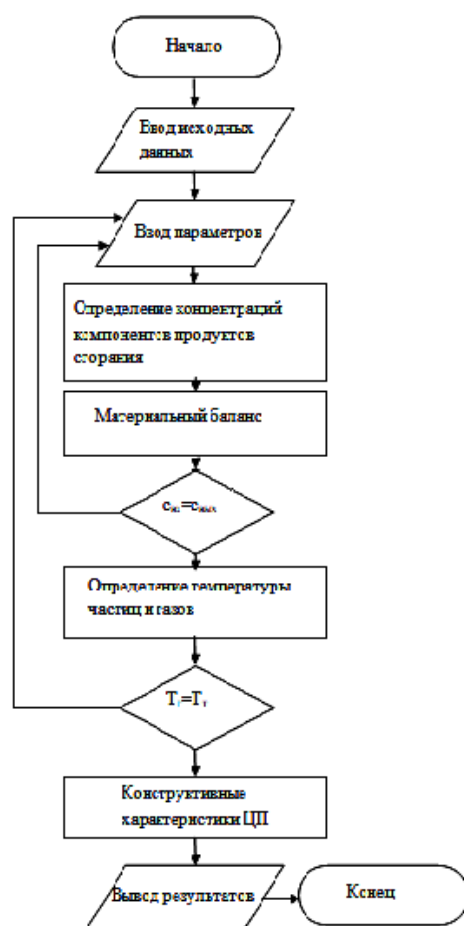 Начало
Ввод исходных
данных
Ввод параметров
Определение концентраций
компонентов продуктов
сгорания
Материальный баланс
Определение температуры
частиц и газов
Конструктивные
характеристики ЦП
Вывод результатов
Конец